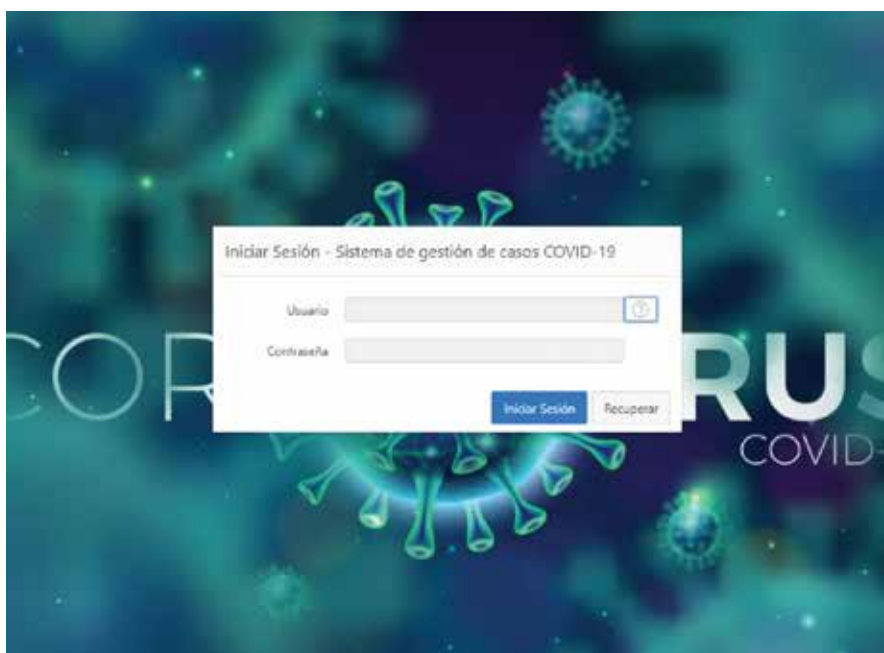 Iniciar Sesión - Sistema de gestión de casos COVID-19
Usuario
?
Contraseña
COR RUS
Iniciar Sesión Recuperar
COVID-